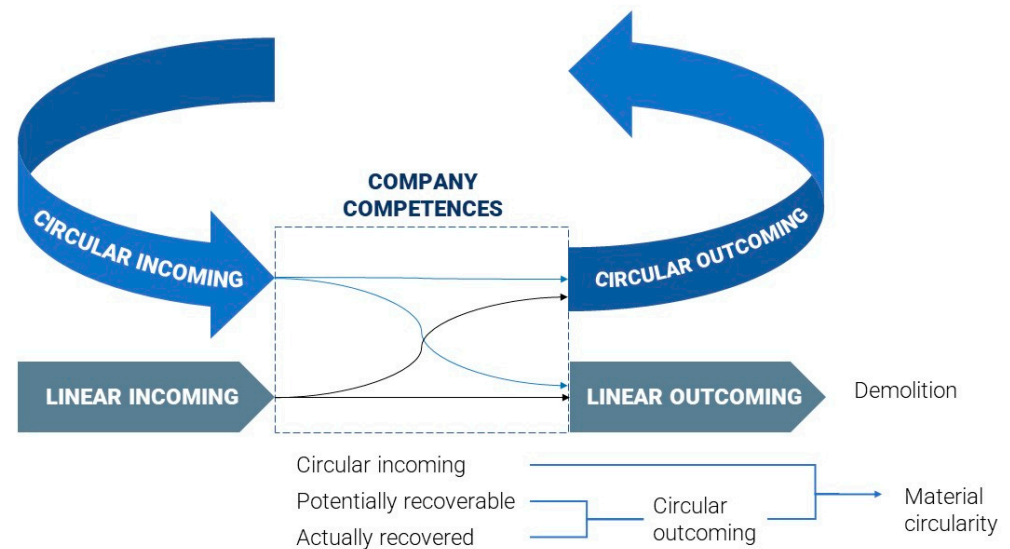 COMPANY
COMPETENCES
CIRCULAR INCOMING
CIRCULAR OUTCOMING
LINEAR INCOMING
LINEAR OUTCOMING
Demolition
Circular incoming
Potentially recoverable
Actually recovered
Circular
outcoming
Material
circularity